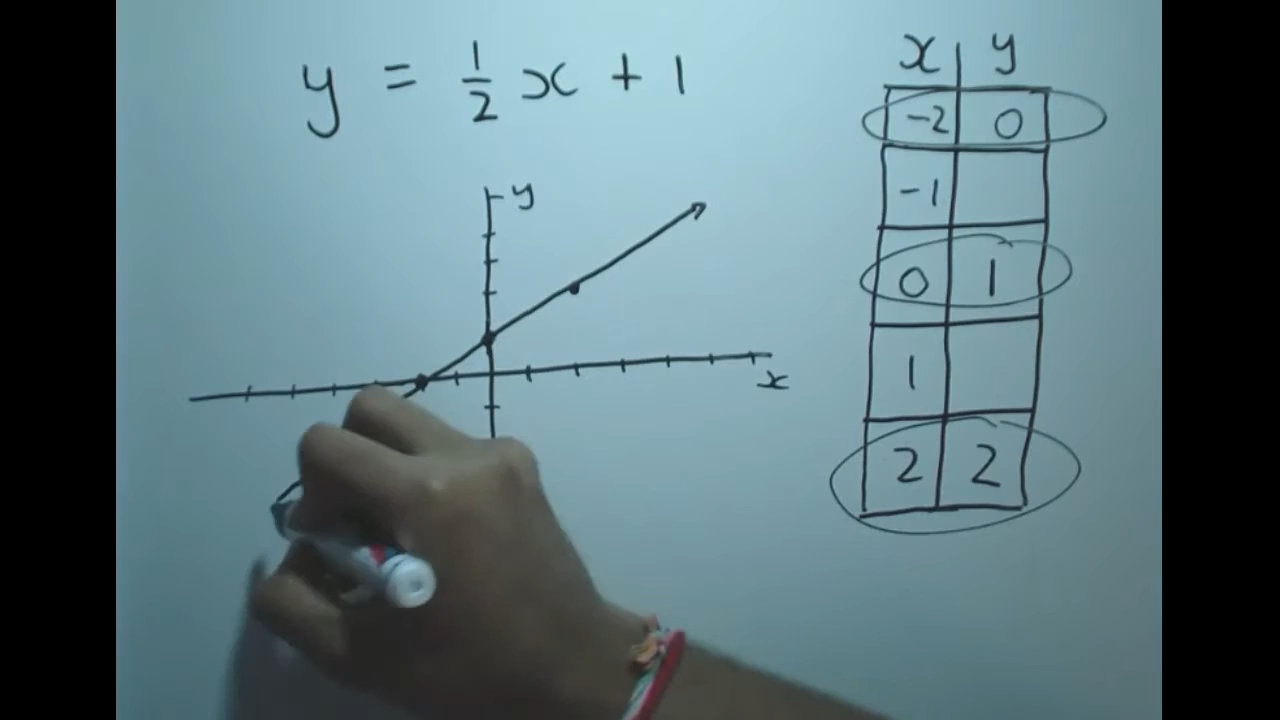 y = 1/2 x + 1
x y
-2 0
-1
0 1
1
2 2
y
x